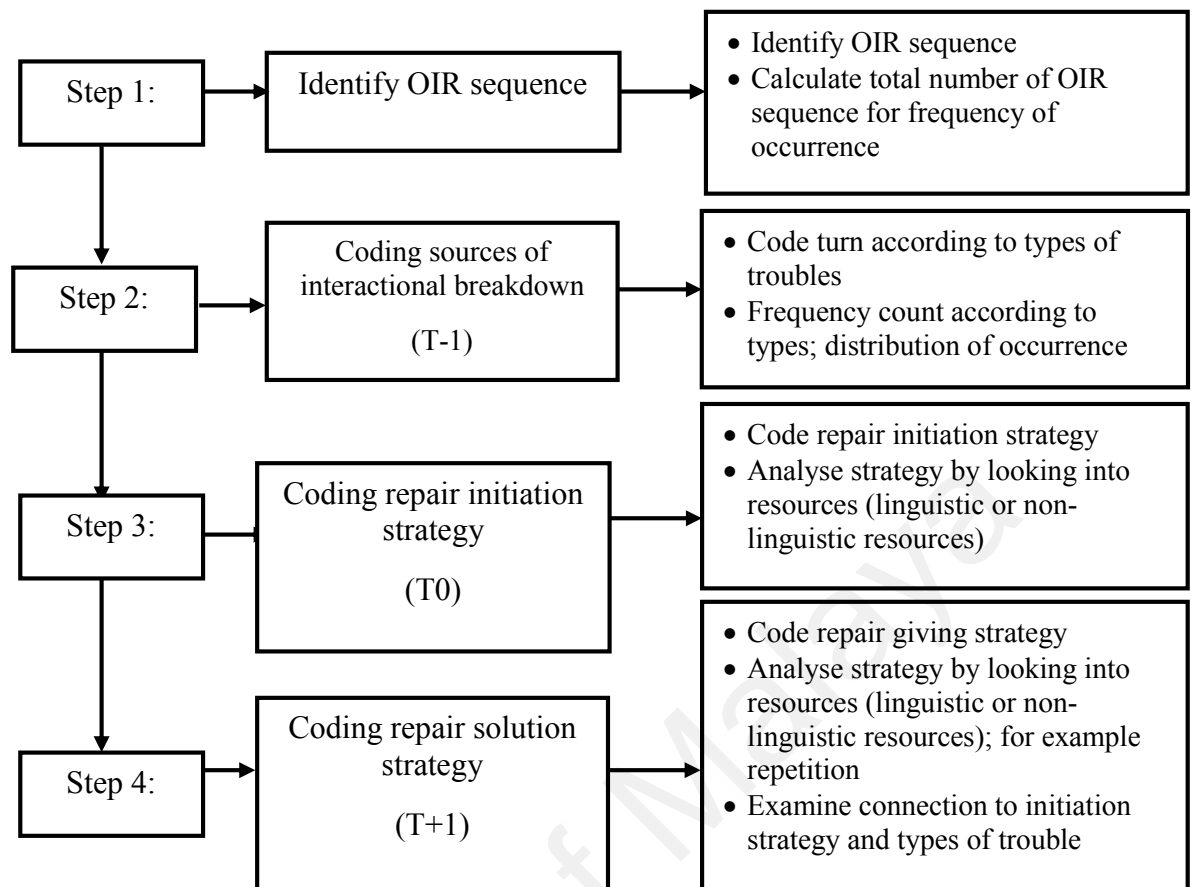 Step 1:
Identify OIR sequence
• Identify OIR sequence
• Calculate total number of OIR
sequence for frequency of
occurrence
Step 2:
Coding sources of
interactional breakdown
(T-1)
• Code turn according to types of
troubles
• Frequency count according to
types; distribution of occurrence
Step 3:
Coding repair initiation
strategy
(T0)
• Code repair initiation strategy
• Analyse strategy by looking into
resources (linguistic or non-
linguistic resources)
Step 4:
Coding repair solution
strategy
(T+1)
• Code repair giving strategy
• Analyse strategy by looking into
resources (linguistic or non-
linguistic resources); for example
repetition
• Examine connection to initiation
strategy and types of trouble
of Malaya